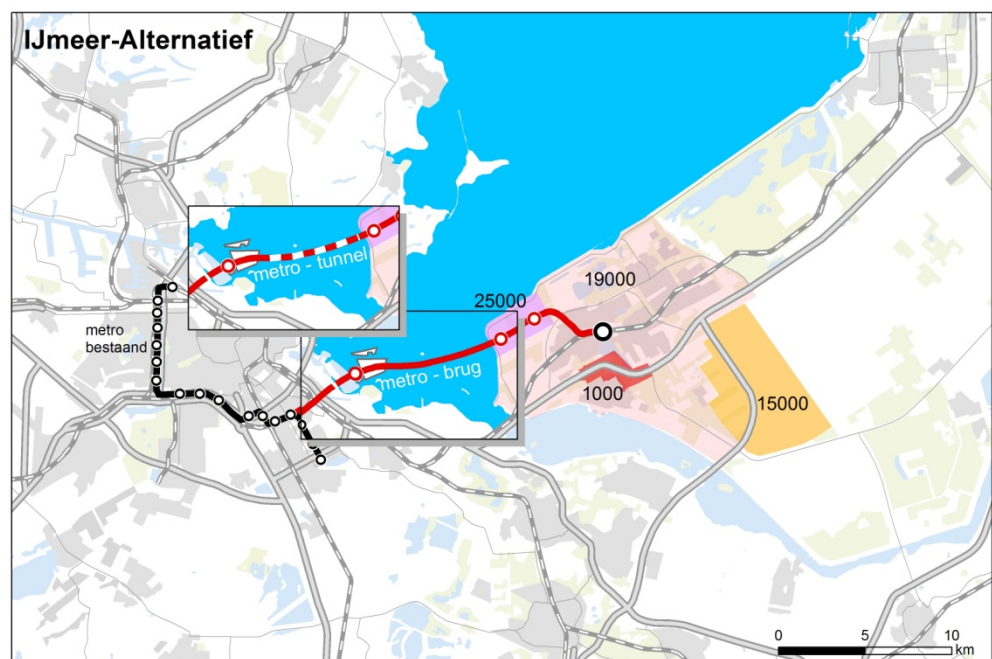 IJmeer-Alternatief
metro - tunnel
19000
25000
metro
bestaand
metro - brug
1000
15000
0 5 10
km